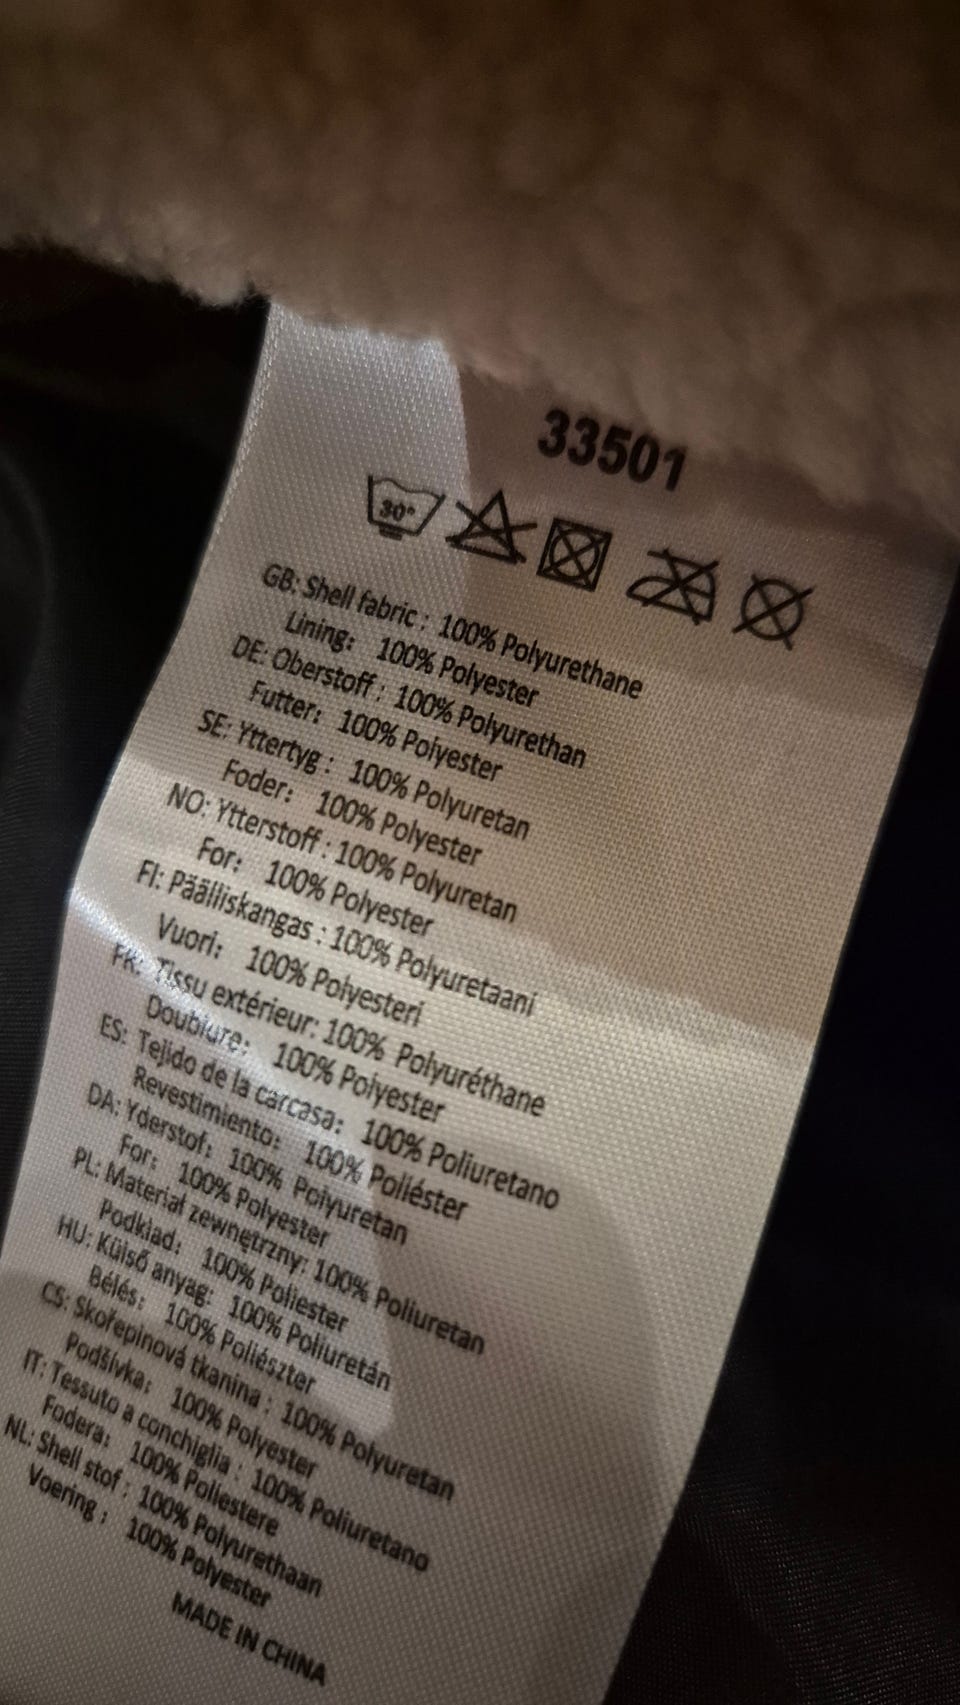 33501
30°
GB: Shell fabric : 100% Polyurethane
Lining: 100% Polyester
DE: Oberstoff : 100% Polyurethan
Futter: 100% Polyester
SE: Yttertyg : 100% Polyuretan
Foder: 100% Polyester
NO: Ytterstoff : 100% Polyuretan
For: 100% Polyester
FI: Päälliskangas : 100% Polyuretaani
Vuori: 100% Polyesteri
FR: Tissu extérieur: 100% Polyuréthane
Doublure: 100% Polyester
ES: Tejido de la carcasa: 100% Poliuretano
Revestimiento: 100% Poliéster
DA: Yderstof: 100% Polyuretan
For: 100% Polyester
PL: Materiał zewnętrzny: 100% Poliuretan
Podkład: 100% Poliester
HU: Külső anyag: 100% Poliuretán
Bélés: 100% Poliészter
CS: Skořepinová tkanina : 100% Polyuretan
Podšívka: 100% Polyester
IT: Tessuto a conchiglia : 100% Poliuretano
Fodera: 100% Poliestere
NL: Shell stof : 100% Polyurethaan
Voering : 100% Polyester
MADE IN CHINA